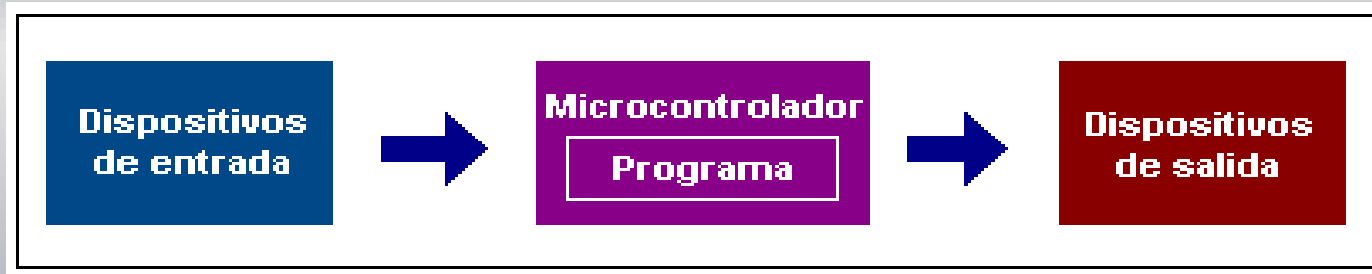 Dispositivos
de entrada
Microcontrolador
Programa
Dispositivos
de salida